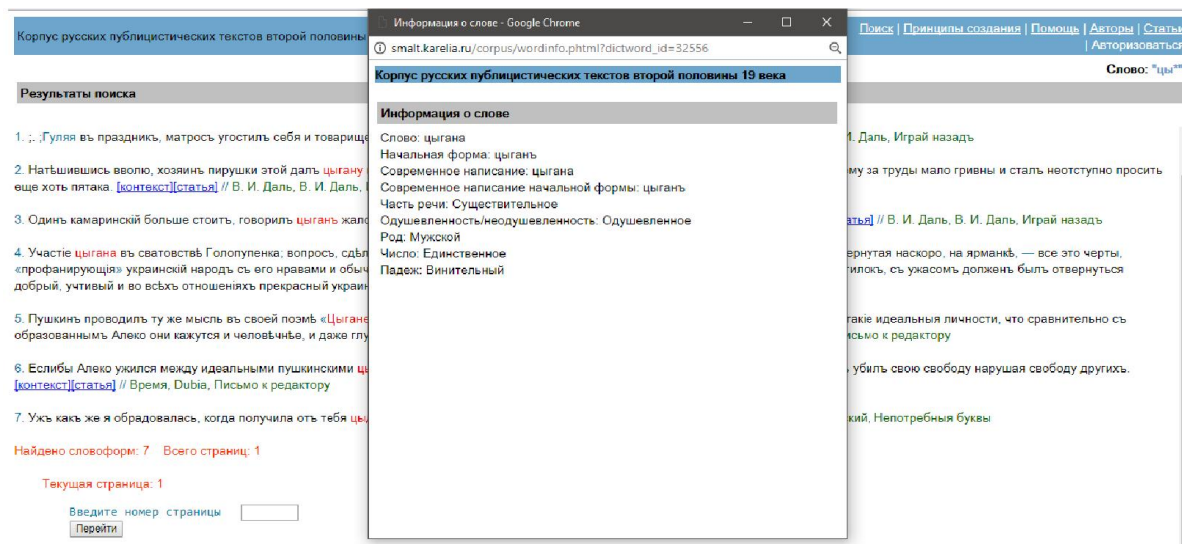 Корпус русских публицистических текстов второй половины
Поиск | Принципы создания | Помощь | Авторы | Статьи
| Авторизоваться
Слово: "цы*"
Результаты поиска
1. ;. ;Гуляя въ праздникъ, матросъ угостилъ себя и товарище
И. Даль, Играй назадъ
2. Натѣшившись вволю, хозяинъ пирушки этой далъ цыгану
ому за труды мало гривны и сталъ неотступно просить
еще хоть пятака. [контекст][статья] // В. И. Даль, В. И. Даль,
3. Одинъ камаринскій больше стоитъ, говорилъ цыганъ жало
атья] // В. И. Даль, В. И. Даль, Играй назадъ
4. Участіе цыгана въ сватовствѣ Голопупенка; вопросъ, сдѣл
ернутая наскоро, на ярманкѣ, — все это черты,
«профанирующія» украинскій народъ съ его нравами и обыч
илокъ, съ ужасомъ долженъ былъ отвернуться
добрый, учтивый и во всѣхъ отношеніяхъ прекрасный украин
5. Пушкинъ проводилъ ту же мысль въ своей поэмѣ «Цыгане
такіе идеальныя личности, что сравнительно съ
образованнымъ Алеко они кажутся и человѣчнѣе, и даже глу
исьмо к редактору
6. Еслибы Алеко ужился между идеальными пушкинскими цы
ъ убилъ свою свободу нарушая свободу другихъ.
[контекст][статья] // Время, Dubia, Письмо к редактору
7. Ужъ какъ же я обрадовалась, когда получила отъ тебя цы
кий, Непотребныя буквы
Найдено словоформ: 7 Всего страниц: 1
Текущая страница: 1
Введите номер страницы
Перейти
Информация о слове - Google Chrome
smalt.karelia.ru/corpus/wordinfo.phtml?dictword_id=32556
Корпус русских публицистических текстов второй половины 19 века
Информация о слове
Слово: цыгана
Начальная форма: цыганъ
Современное написание: цыгана
Современное написание начальной формы: цыганъ
Часть речи: Существительное
Одушевленность/неодушевленность: Одушевленное
Род: Мужской
Число: Единственное
Падеж: Винительный